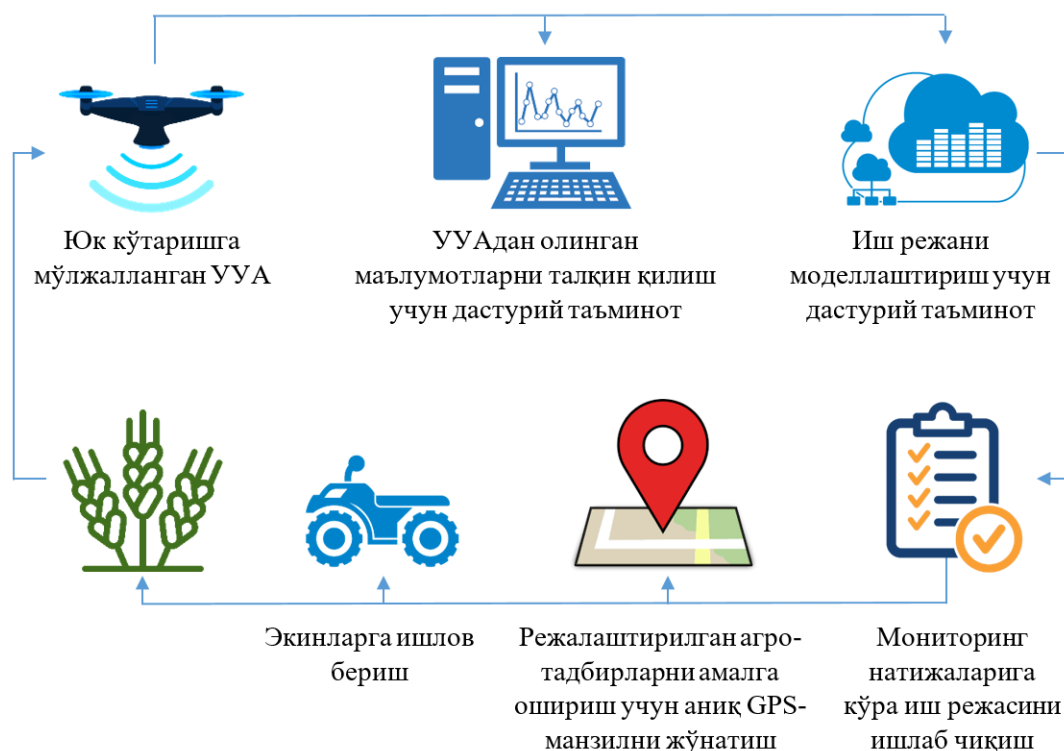 Юк кўтаришга
мўлжалланган УУА
УУАдан олинган
маълумотларни талқин қилиш
учун дастурий таъминот
Иш режани
моделлаштириш учун
дастурий таъминот
Экинларга ишлов
бериш
Режалаштирилган агро-
тадбирларни амалга
ошириш учун аниқ GPS-
манзилни жўнатиш
Мониторинг
натижаларига
кўра иш режасини
ишлаб чиқиш